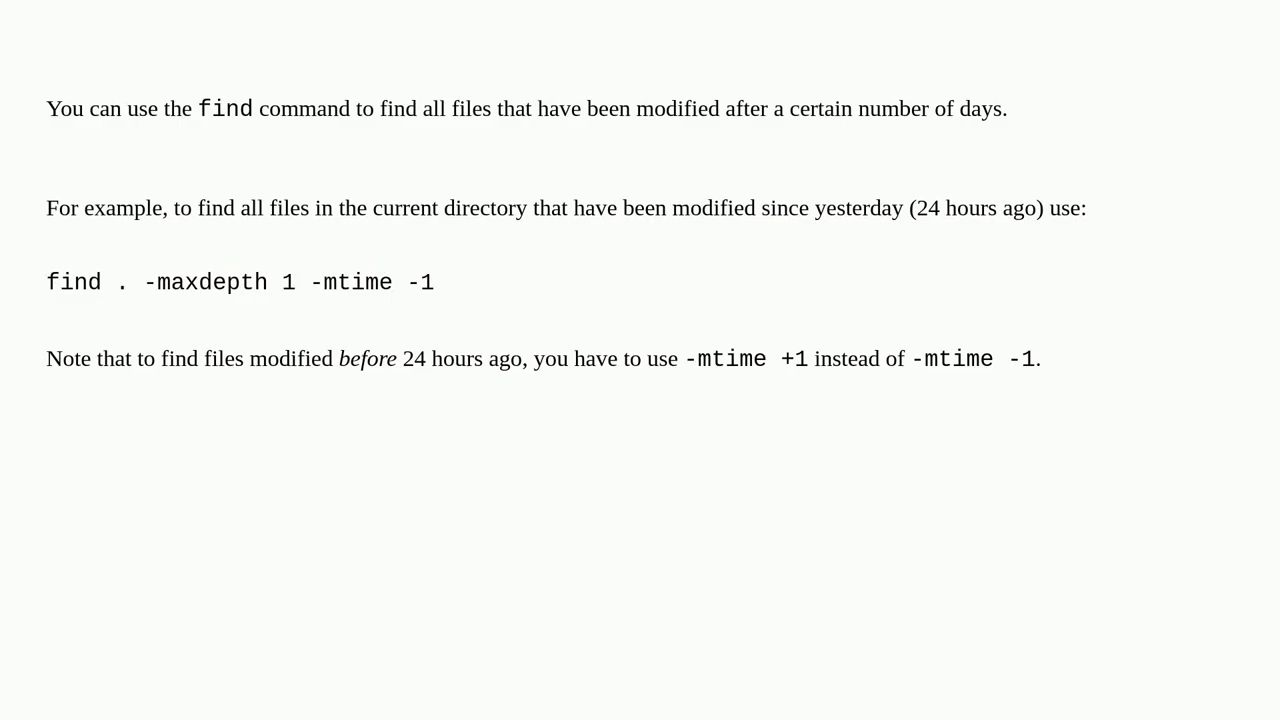 You can use the find command to find all files that have been modified after a certain number of days.
For example, to find all files in the current directory that have been modified since yesterday (24 hours ago) use:
find . -maxdepth 1 -mtime -1
Note that to find files modified before 24 hours ago, you have to use -mtime +1 instead of -mtime -1.